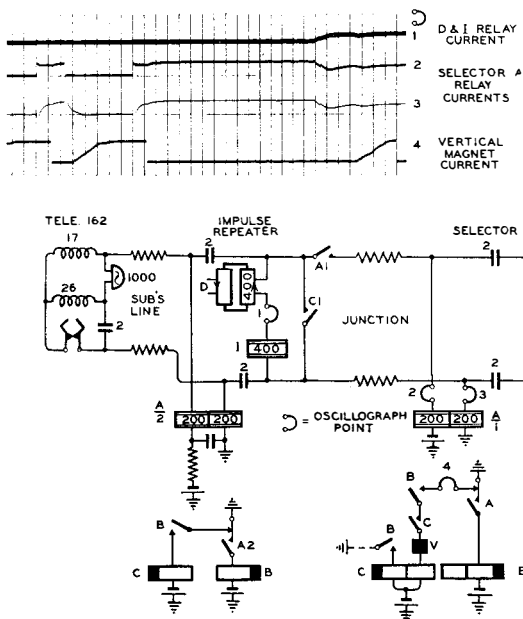 1 D & I RELAY
CURRENT
2
SELECTOR A
RELAY
CURRENTS
3
4 VERTICAL
MAGNET
CURRENT
TELE. 162
IMPULSE
REPEATER
SELECTOR
17
2
A1
2
1000
26
SUB'S
LINE
D
400
1
C1
2
JUNCTION
I
400
2
2
2
3
A
2
200 200
= OSCILLOGRAPH
POINT
200 200
A
1
4
B
B
C
A
B
A2
B
V
C
B
C
B